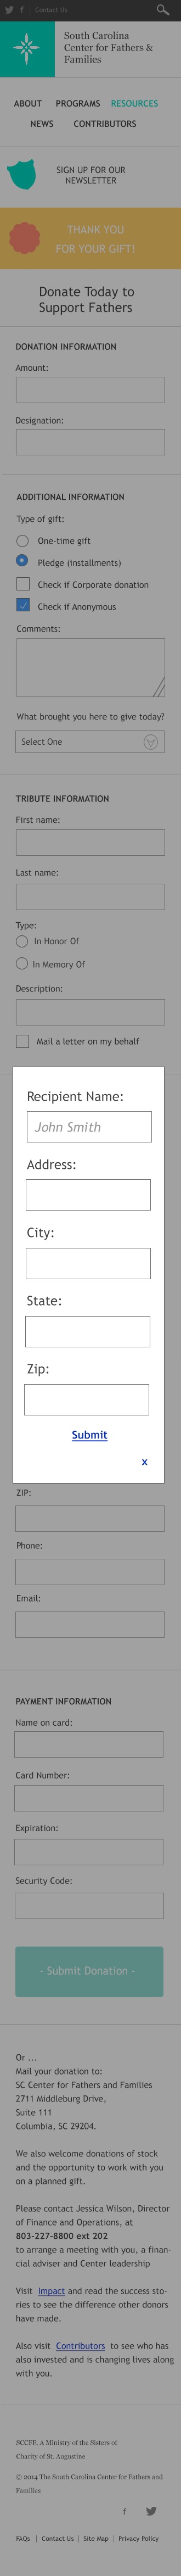 Contact Us
South Carolina
Center for Fathers &
Families
ABOUT PROGRAMS RESOURCES
NEWS CONTRIBUTORS
SIGN UP FOR OUR
NEWSLETTER
THANK YOU
FOR YOUR GIFT!
Donate Today to
Support Fathers
DONATION INFORMATION
Amount:
Designation:
ADDITIONAL INFORMATION
Type of gift:
One-time gift
Pledge (installments)
Check if Corporate donation
Check if Anonymous
Comments:
What brought you here to give today?
Select One
TRIBUTE INFORMATION
First name:
Last name:
Type:
In Honor Of
In Memory Of
Description:
Mail a letter on my behalf
Recipient Name:
John Smith
Address:
City:
State:
Zip:
Submit
x
ZIP:
Phone:
Email:
PAYMENT INFORMATION
Name on card:
Card Number:
Expiration:
Security Code:
- Submit Donation -
Or ...
Mail your donation to:
SC Center for Fathers and Families
2711 Middleburg Drive,
Suite 111
Columbia, SC 29204.
We also welcome donations of stock
and the opportunity to work with you
on a planned gift.
Please contact Jessica Wilson, Director
of Finance and Operations, at
803-227-8800 ext 202
to arrange a meeting with you, a finan-
cial adviser and Center leadership
Visit Impact and read the success sto-
ries to see the difference other donors
have made.
Also visit Contributors to see who has
also invested and is changing lives along
with you.
SCCFF, A Ministry of the Sisters of
Charity of St. Augustine
© 2014 The South Carolina Center for Fathers and
Families
FAQs | Contact Us | Site Map | Privacy Policy